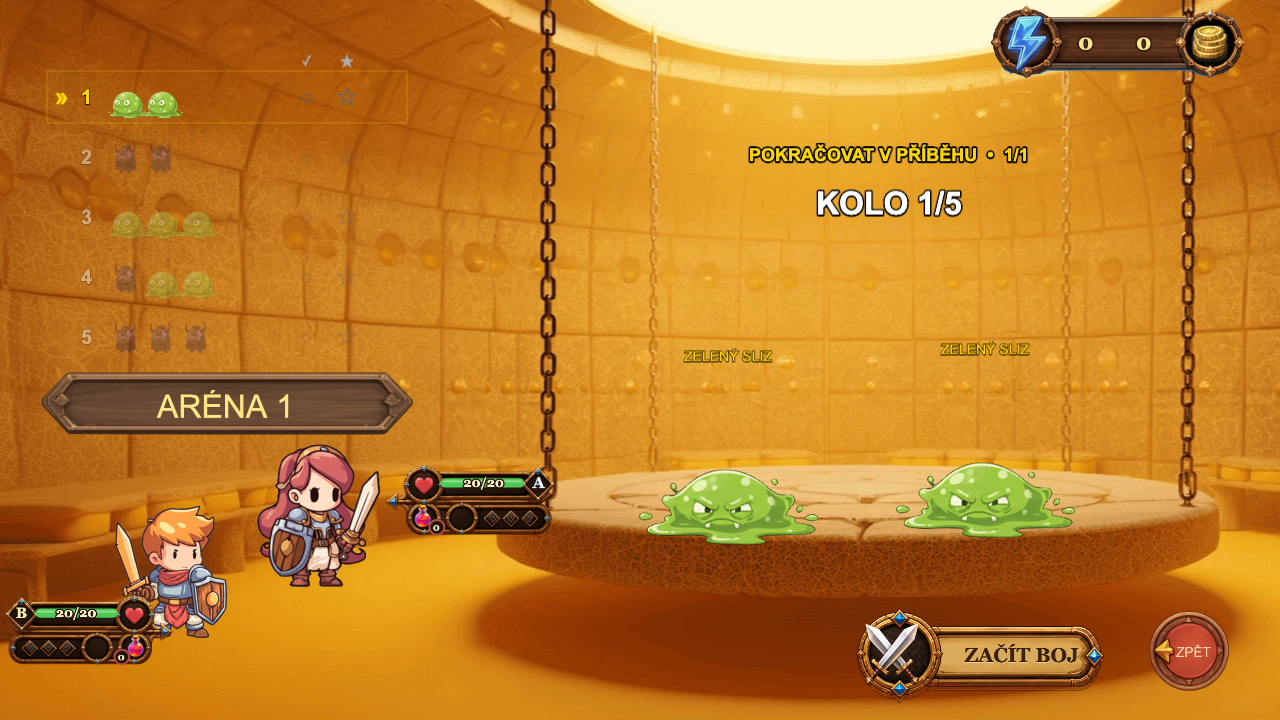 0 0
1
2
3
4
5
POKRAČOVAT V PŘÍBĚHU • 1/1
KOLO 1/5
ZELENÝ SLIZ
ZELENÝ SLIZ
ARÉNA 1
20/20 A
0
B 20/20
0
ZAČÍT BOJ
ZPĚT